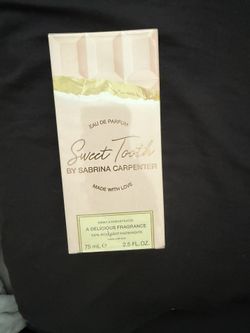 EAU DE PARFUM
Sweet Tooth
BY SABRINA CARPENTER
MADE WITH LOVE
A DELICIOUS FRAGRANCE
75 mL℮ 2.5 FL. OZ.